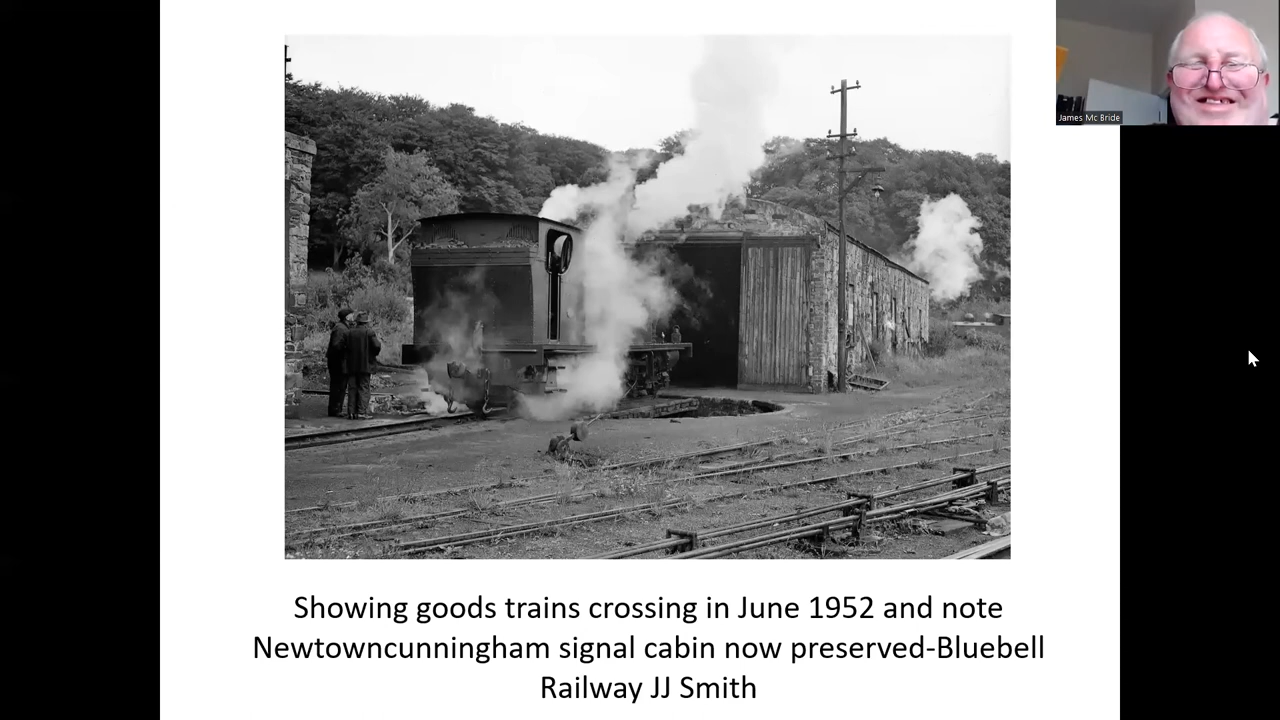 James Mc Bride
Showing goods trains crossing in June 1952 and note
Newtowncunningham signal cabin now preserved-Bluebell
Railway JJ Smith